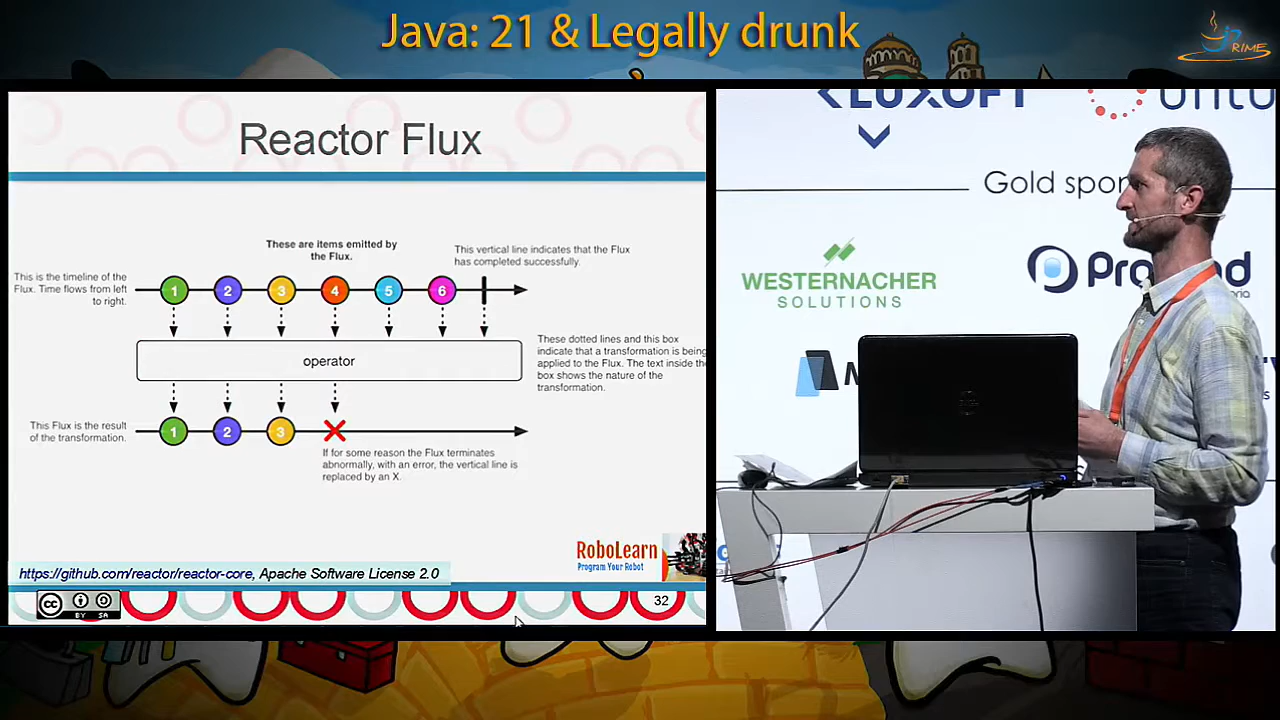 Java: 21 & Legally drunk
PRIME
Reactor Flux
These are items emitted by
the Flux.
This vertical line indicates that the Flux
has completed successfully.
This is the timeline of the
Flux. Time flows from left
to right.
1 2 3 4 5 6
These dotted lines and this box
indicate that a transformation is being
applied to the Flux. The text inside the
box shows the nature of the
transformation.
operator
This Flux is the result
of the transformation.
1 2 3
If for some reason the Flux terminates
abnormally, with an error, the vertical line is
replaced by an X.
RoboLearn
Program Your Robot
https://github.com/reactor/reactor-core, Apache Software License 2.0
cc BY SA
32
LUXOFT
Gold spon
WESTERNACHER
SOLUTIONS
hp